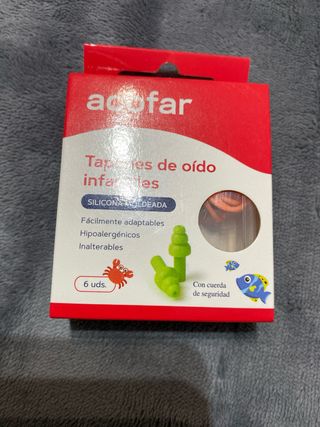 acofar
Tapones de oído
infantiles
SILICONA MOLDEADA
Fácilmente adaptables
Hipoalergénicos
Inalterables
6 uds.
Con cuerda
de seguridad